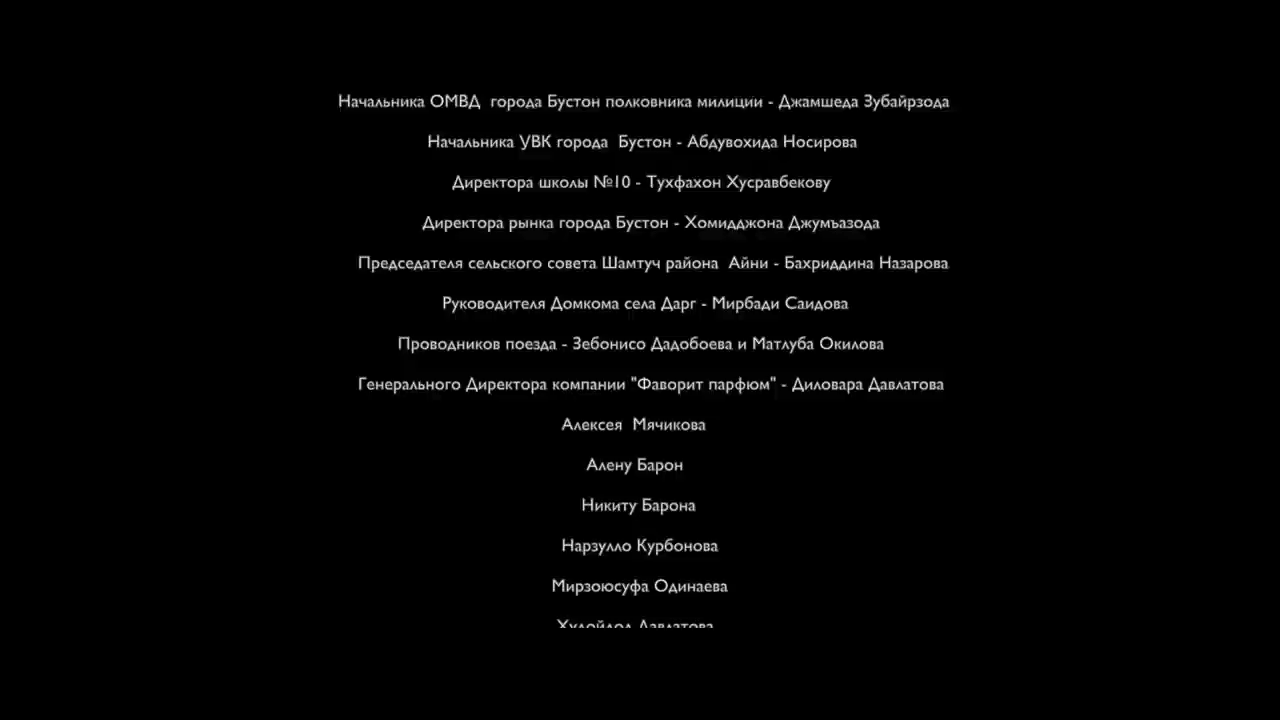 Начальника ОМВД города Бустон полковника милиции - Джамшеда Зубайрзода
Начальника УВК города Бустон - Абдувохида Носирова
Директора школы №10 - Тухфахон Хусравбекову
Директора рынка города Бустон - Хомидджона Джумъазода
Председателя сельского совета Шамтуч района Айни - Бахриддина Назарова
Руководителя Домкома села Дарг - Мирбади Саидова
Проводников поезда - Зебонисо Дадобоева и Матлуба Окилова
Генерального Директора компании "Фаворит парфюм" - Диловара Давлатова
Алексея Мячикова
Алену Барон
Никиту Барона
Нарзулло Курбонова
Мирзоюсуфа Одинаева
Давлатова